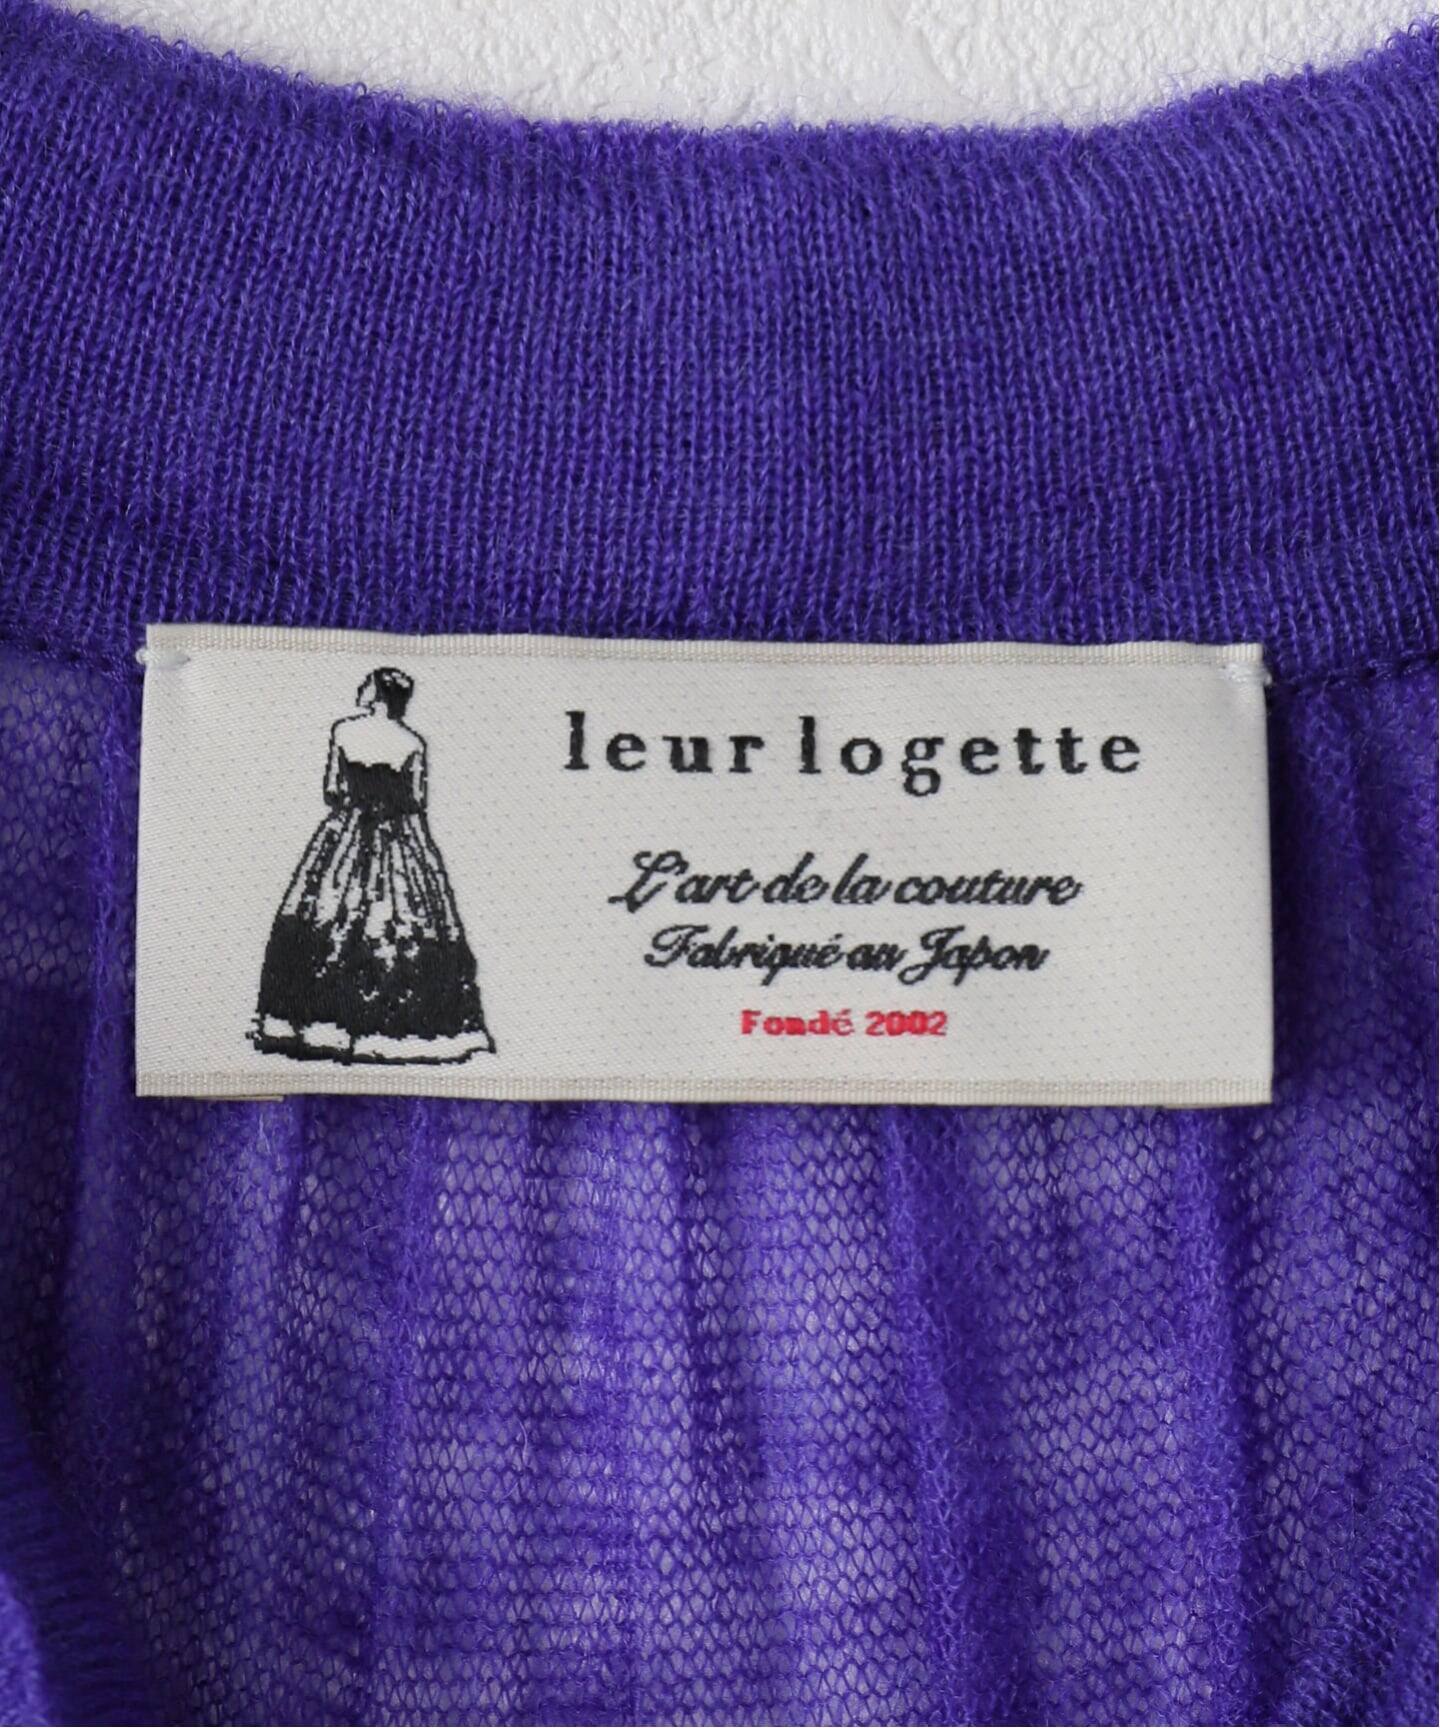 leur logette
L'art de la couture
Fabriqué au Japon
Fondé 2002